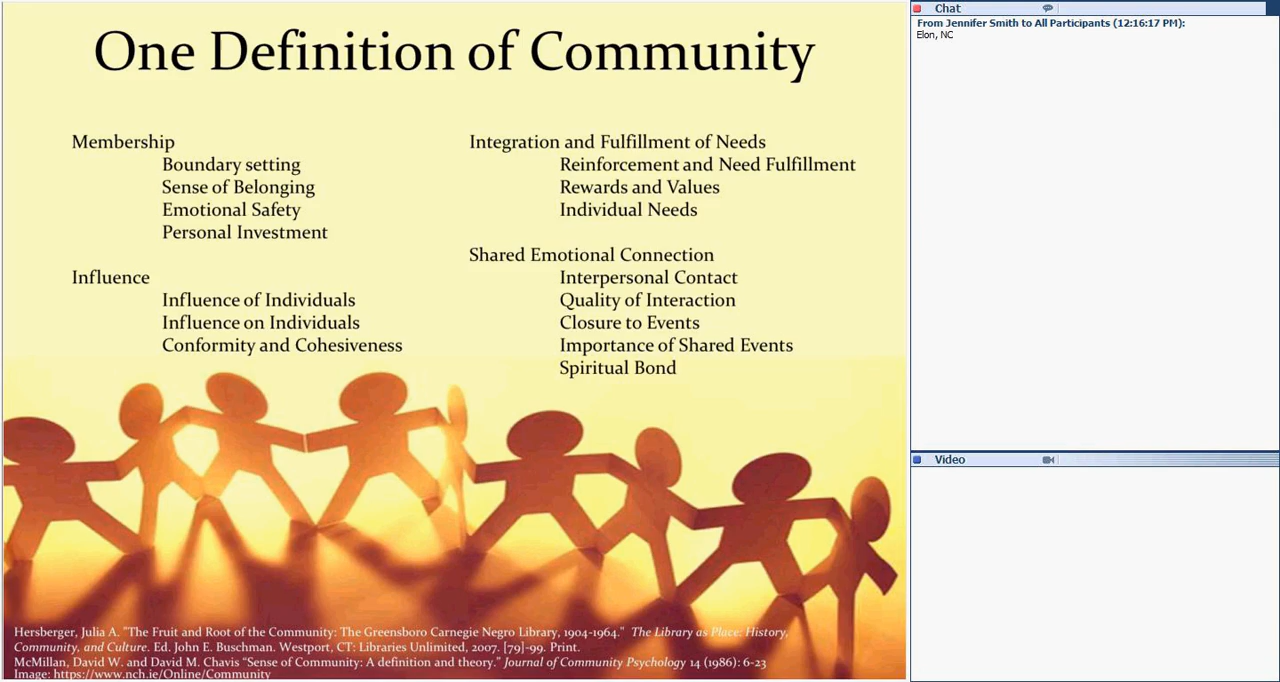 One Definition of Community
Membership
Boundary setting
Sense of Belonging
Emotional Safety
Personal Investment
Influence
Influence of Individuals
Influence on Individuals
Conformity and Cohesiveness
Integration and Fulfillment of Needs
Reinforcement and Need Fulfillment
Rewards and Values
Individual Needs
Shared Emotional Connection
Interpersonal Contact
Quality of Interaction
Closure to Events
Importance of Shared Events
Spiritual Bond
Hersberger, Julia A. "The Fruit and Root of the Community: The Greensboro Carnegie Negro Library, 1904-1964." The Library as Place: History,
Community, and Culture. Ed. John E. Buschman. Westport, CT: Libraries Unlimited, 2007. [79]-99. Print.
McMillan, David W. and David M. Chavis “Sense of Community: A definition and theory.” Journal of Community Psychology 14 (1986): 6-23
Image: https://www.nch.ie/Online/Community
Chat
From Jennifer Smith to All Participants (12:16:17 PM):
Elon, NC
Video